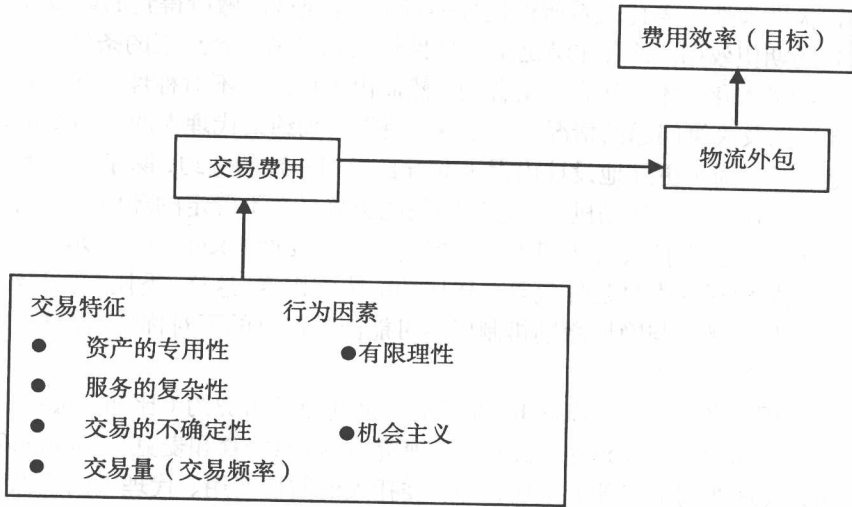 费用效率（目标）
交易费用
物流外包
交易特征 行为因素
● 资产的专用性 ●有限理性
● 服务的复杂性
● 交易的不确定性 ●机会主义
● 交易量（交易频率）